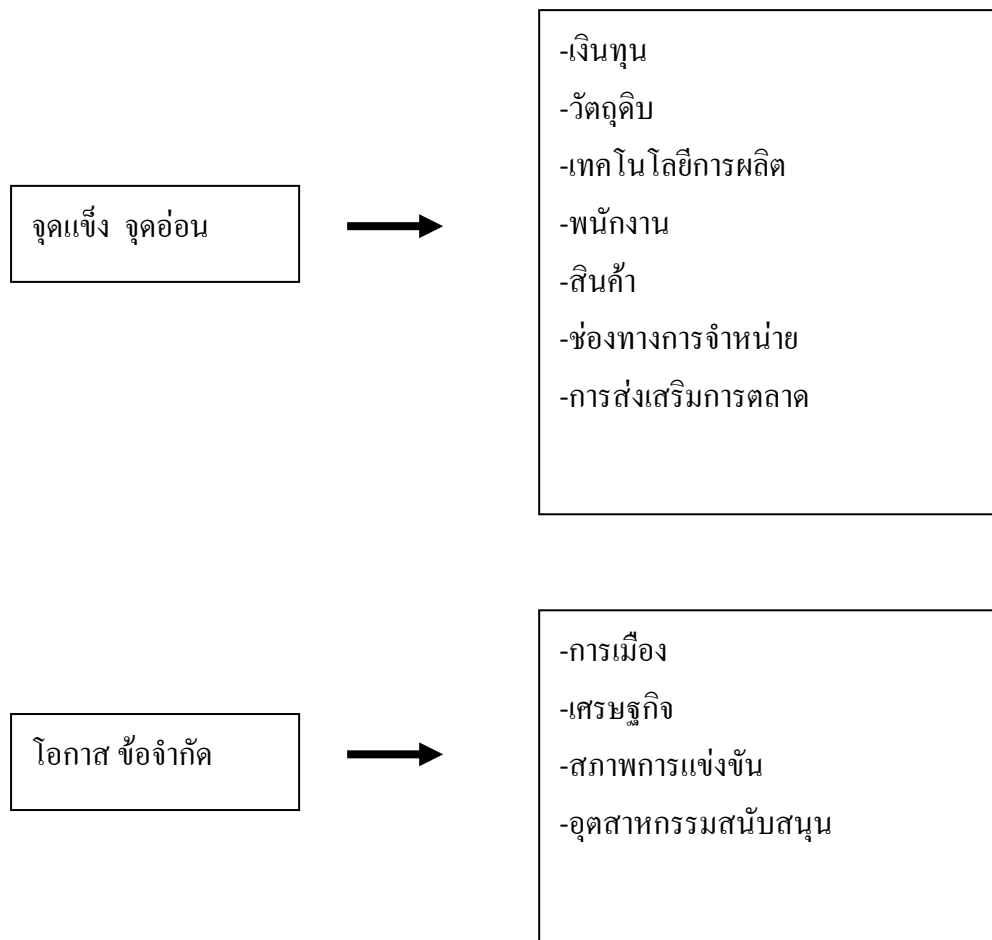 -เงินทุน
-วัตถุดิบ
-เทคโนโลยีการผลิต
จุดแข็ง จุดอ่อน
-พนักงาน
-สินค้า
-ช่องทางการจำหน่าย
-การส่งเสริมการตลาด
-การเมือง
-เศรษฐกิจ
โอกาส ข้อจำกัด
-สภาพการแข่งขัน
-อุตสาหกรรมสนับสนุน